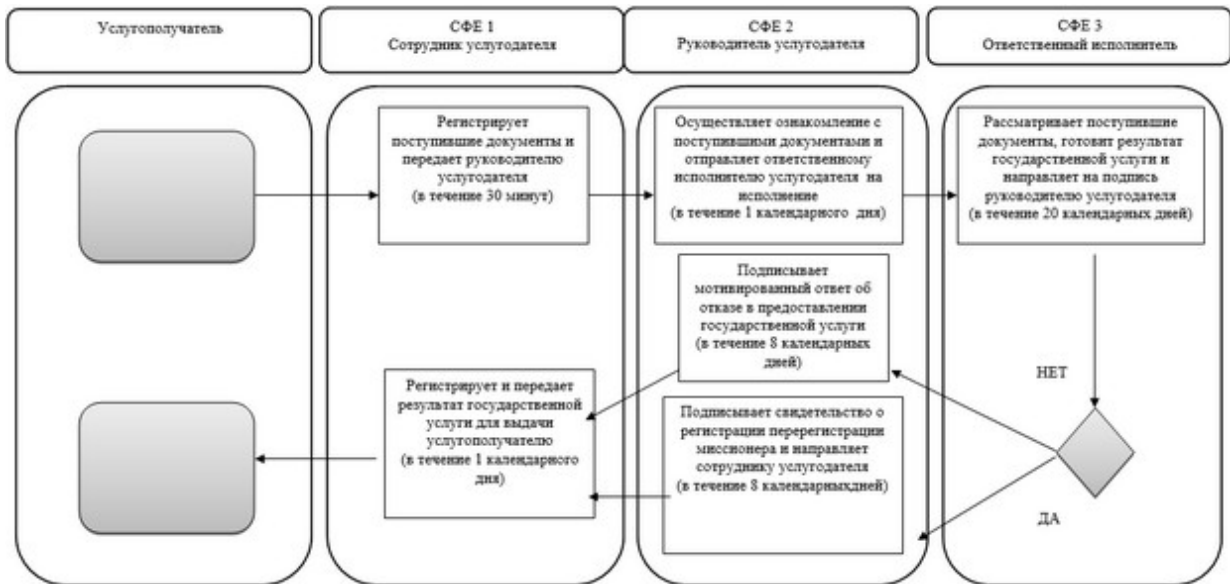 Услугополучатель
СФЕ 1
Сотрудник услугодателя
СФЕ 2
Руководитель услугодателя
СФЕ 3
Ответственный исполнитель
Регистрирует
поступившие документы и
передает руководителю
услугодателя
(в течение 30 минут)
Осуществляет ознакомление с
поступившими документами и
отправляет ответственному
исполнителю услугодателя на
исполнение
(в течение 1 календарного дня)
Рассматривает поступившие
документы, готовит результат
государственной услуги и
направляет на подпись
руководителю услугодателя
(в течение 20 календарных дней)
Подписывает
мотивированный ответ об
отказе в предоставлении
государственной услуги
(в течение 8 календарных
дней)
НЕТ
Регистрирует и передает
результат государственной
услуги для выдачи
услугополучателю
(в течение 1 календарного
дня)
Подписывает свидетельство о
регистрации перерегистрации
миссионера и направляет
сотруднику услугодателя
(в течение 8 календарныхдней)
ДА